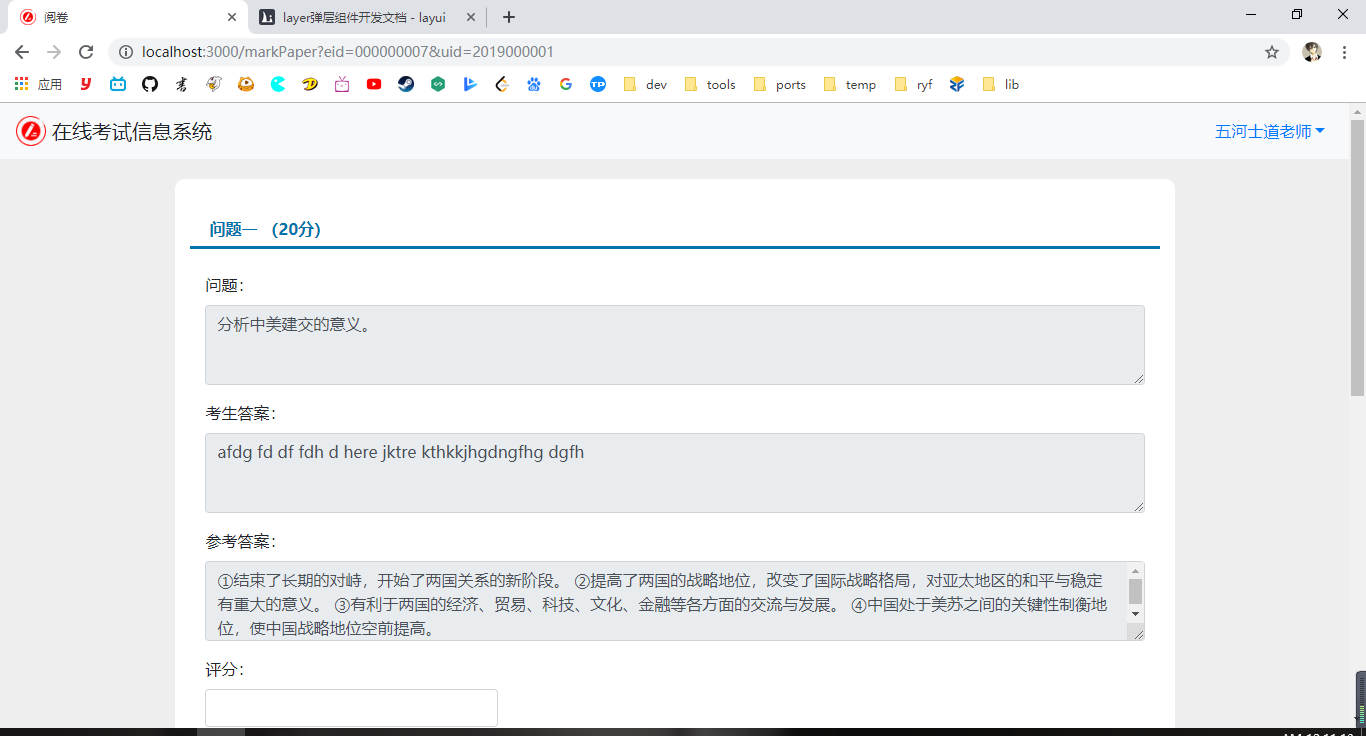 阅卷
layer弹层组件开发文档 - layui
localhost:3000/markPaper?eid=000000007&uid=2019000001
应用
dev
tools
ports
temp
ryf
lib
在线考试信息系统
五河士道老师
问题一 （20分）
问题：
分析中美建交的意义。
考生答案：
afdg fd df fdh d here jktre kthkkjhgdngfhg dgfh
参考答案：
①结束了长期的对峙，开始了两国关系的新阶段。 ②提高了两国的战略地位，改变了国际战略格局，对亚太地区的和平与稳定
有重大的意义。 ③有利于两国的经济、贸易、科技、文化、金融等各方面的交流与发展。 ④中国处于美苏之间的关键性制衡地
位，使中国战略地位空前提高。
评分：